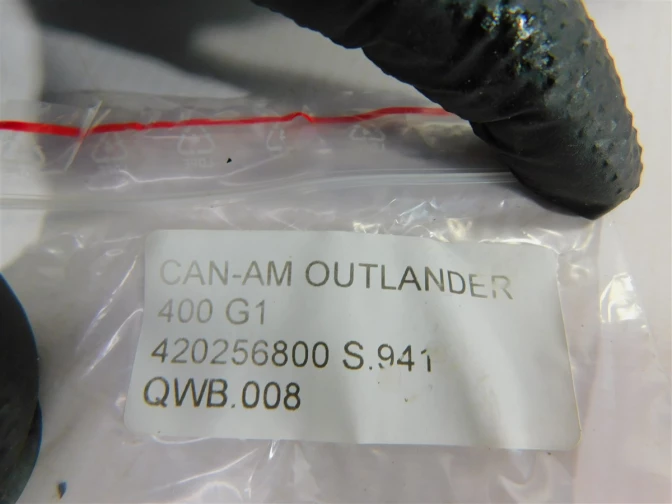 CAN-AM OUTLANDER
400 G1
420256800 S.941
QWB.008